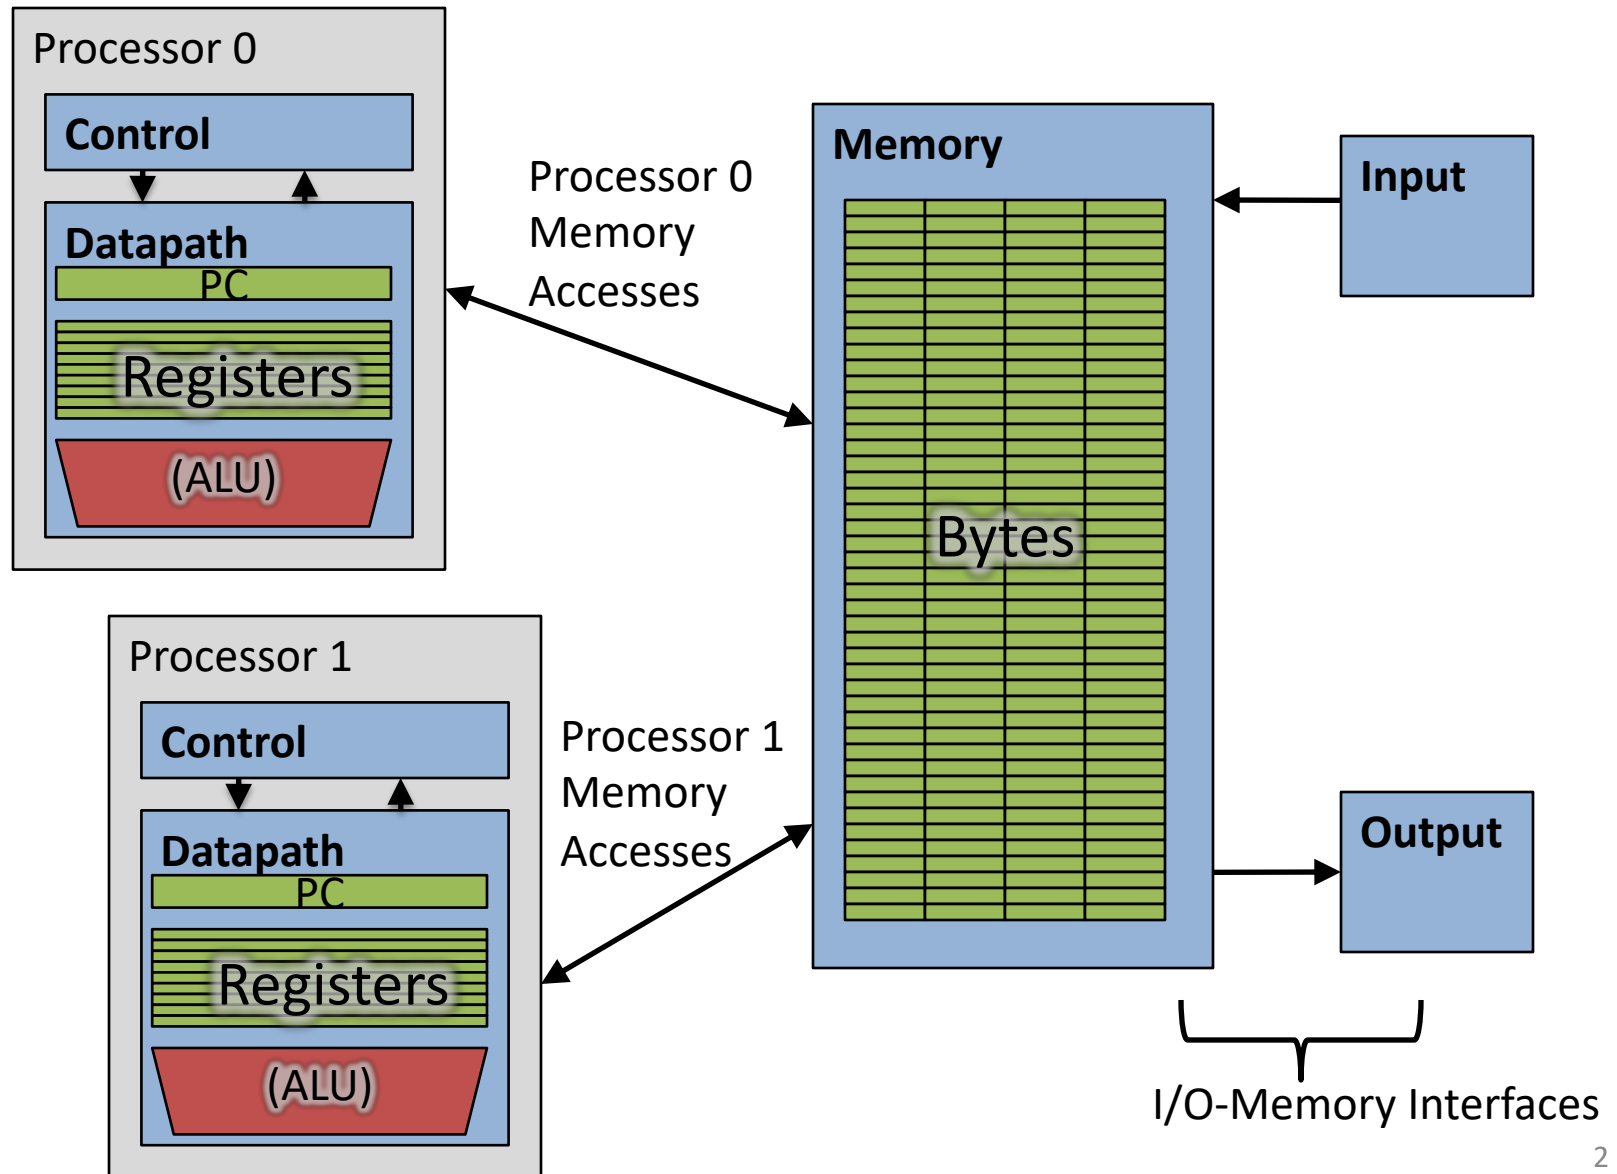 Processor 0
Control
Datapath
PC
Registers
(ALU)
Processor 0
Memory
Accesses
Memory
Bytes
Input
Processor 1
Control
Datapath
PC
Registers
(ALU)
Processor 1
Memory
Accesses
Output
I/O-Memory Interfaces
2